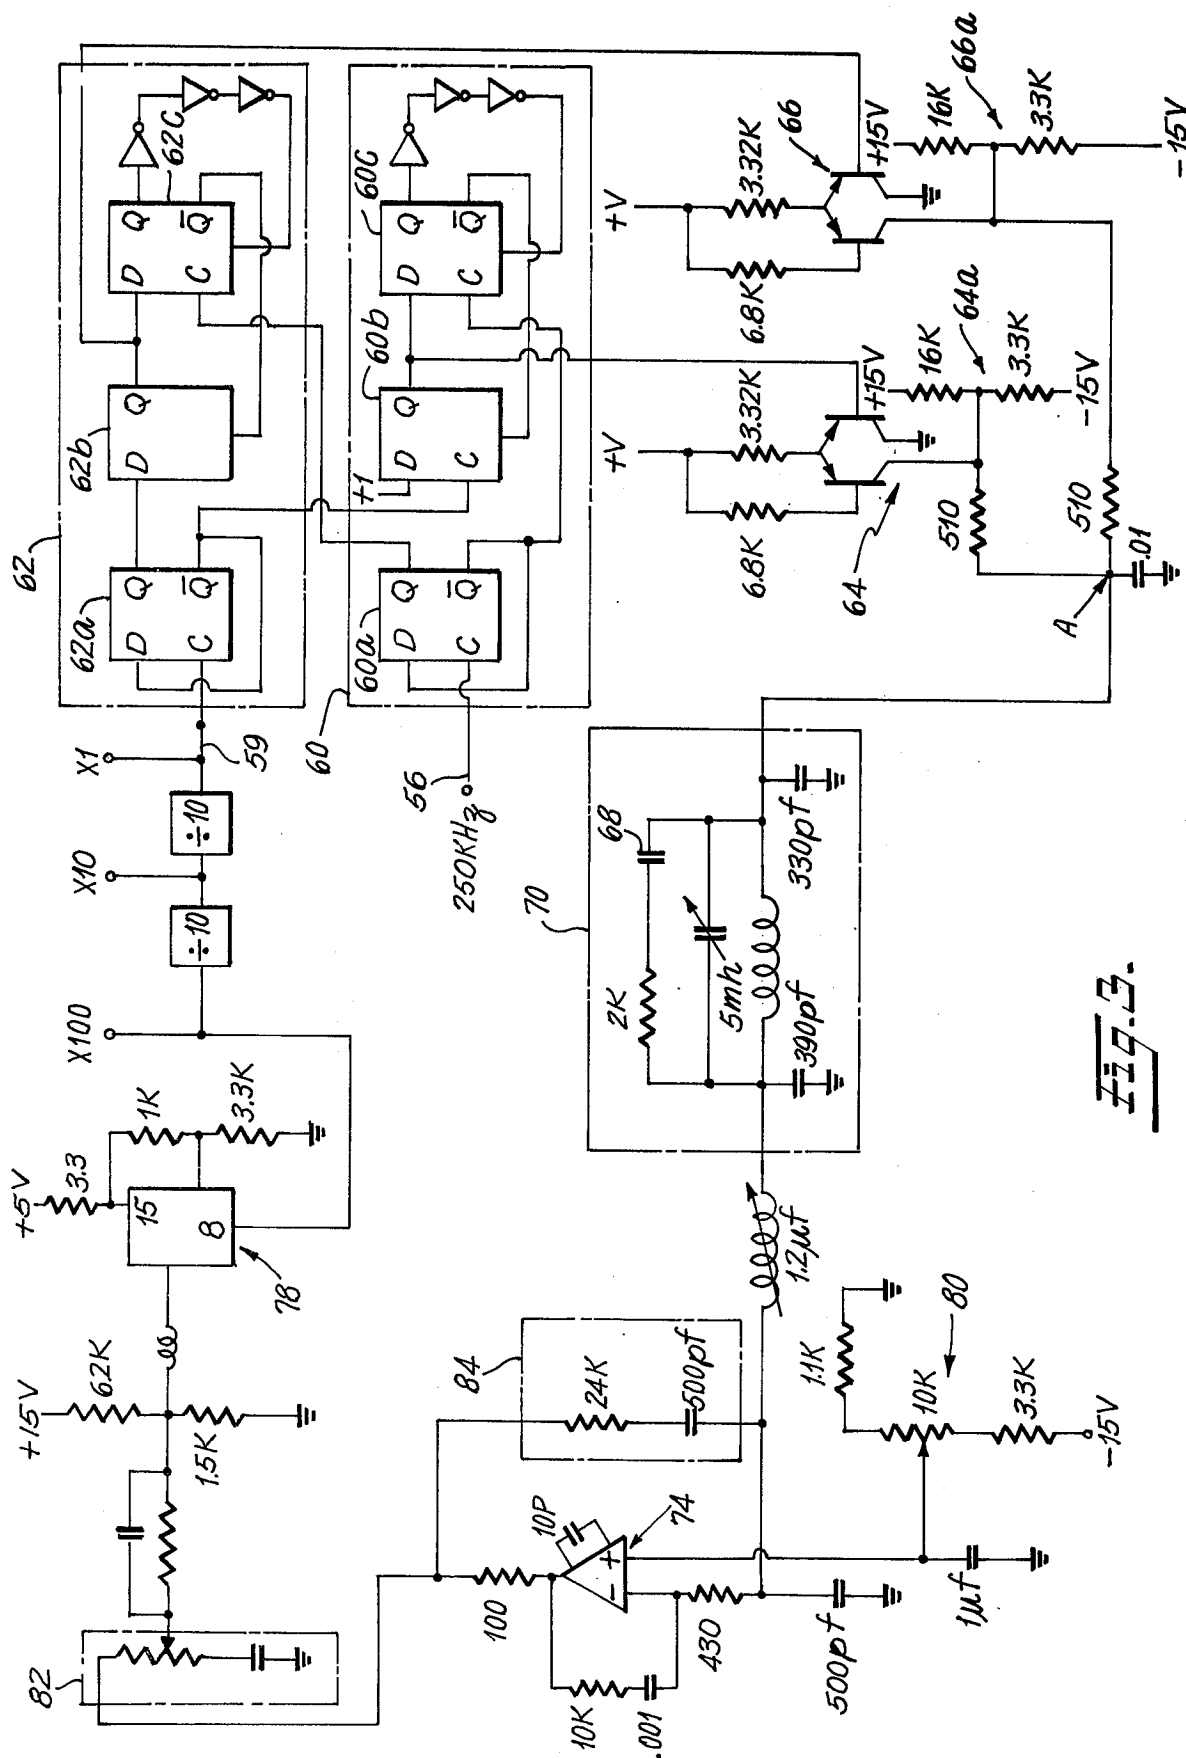 62
62a
D
Q
C
Q̅
62b
D
Q
D
Q
C
Q̅
62C
60
60a
D
Q
C
Q̅
60b
+1
D
Q
C
60C
D
Q
C
Q̅
56
250KHz
59
X1
÷10
X10
÷10
X100
+5V
3.3
1K
3.3K
15
8
78
+15V
6.2K
1.5K
82
84
24K
500pf
100
10P
74
10K
.001
430
500pf
1µf
1.1K
10K
80
3.3K
-15V
1.2µf
70
68
2K
5mh
390pf
330pf
A
.01
510
510
64
+V
6.8K
3.32K
+15V
16K
64a
3.3K
-15V
+V
6.8K
3.32K
66
+15V
16K
66a
3.3K
-15V
Fig.3.